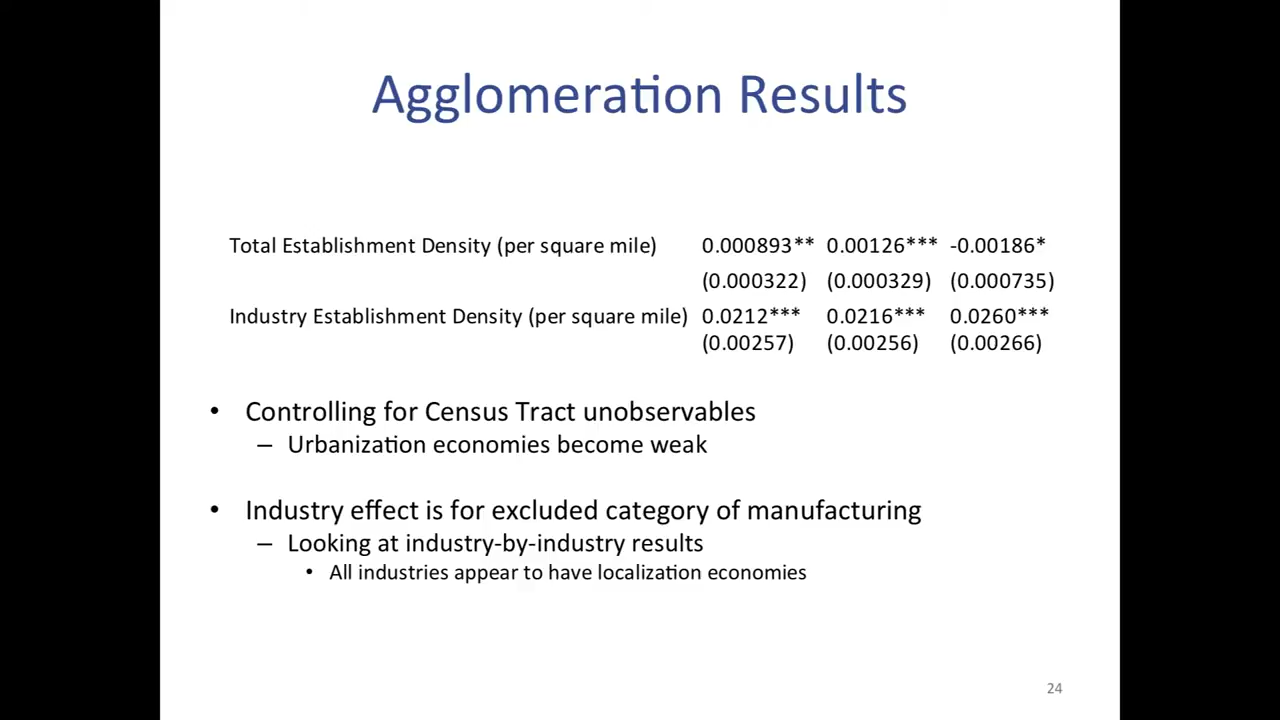 Agglomeration Results
Total Establishment Density (per square mile) 0.000893** 0.00126*** -0.00186*
(0.000322) (0.000329) (0.000735)
Industry Establishment Density (per square mile) 0.0212*** 0.0216*** 0.0260***
(0.00257) (0.00256) (0.00266)
• Controlling for Census Tract unobservables
– Urbanization economies become weak
• Industry effect is for excluded category of manufacturing
– Looking at industry-by-industry results
• All industries appear to have localization economies
24